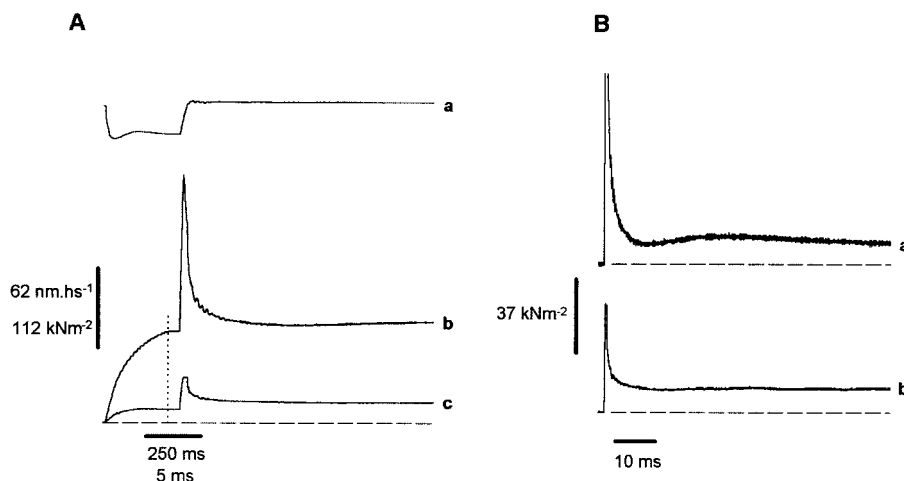 A
B
a
b
c
62 nm.hs⁻¹
112 kNm⁻²
250 ms
5 ms
a
b
37 kNm⁻²
10 ms